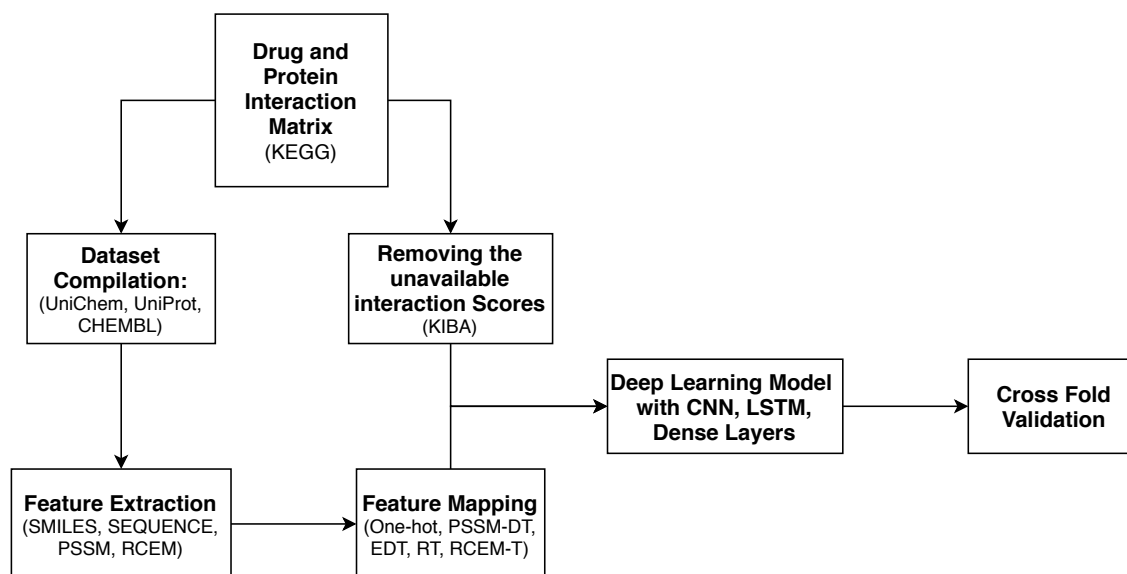 Drug and
Protein
Interaction
Matrix
(KEGG)
Dataset
Compilation:
(UniChem, UniProt,
CHEMBL)
Removing the
unavailable
interaction Scores
(KIBA)
Deep Learning Model
with CNN, LSTM,
Dense Layers
Cross Fold
Validation
Feature Extraction
(SMILES, SEQUENCE,
PSSM, RCEM)
Feature Mapping
(One-hot, PSSM-DT,
EDT, RT, RCEM-T)